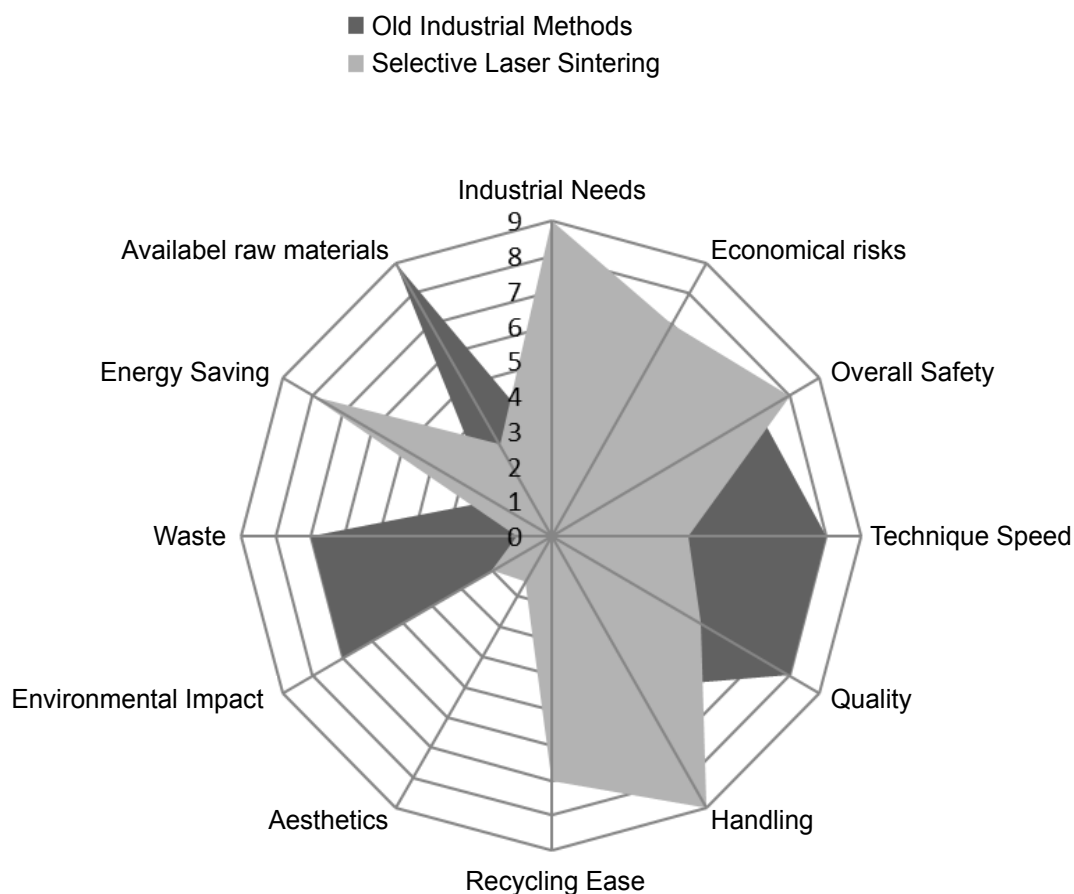 Old Industrial Methods
Selective Laser Sintering
Industrial Needs
9
Availabel raw materials
Economical risks
8
7
6
Energy Saving
Overall Safety
5
4
3
2
1
Waste
0
Technique Speed
Environmental Impact
Quality
Aesthetics
Handling
Recycling Ease